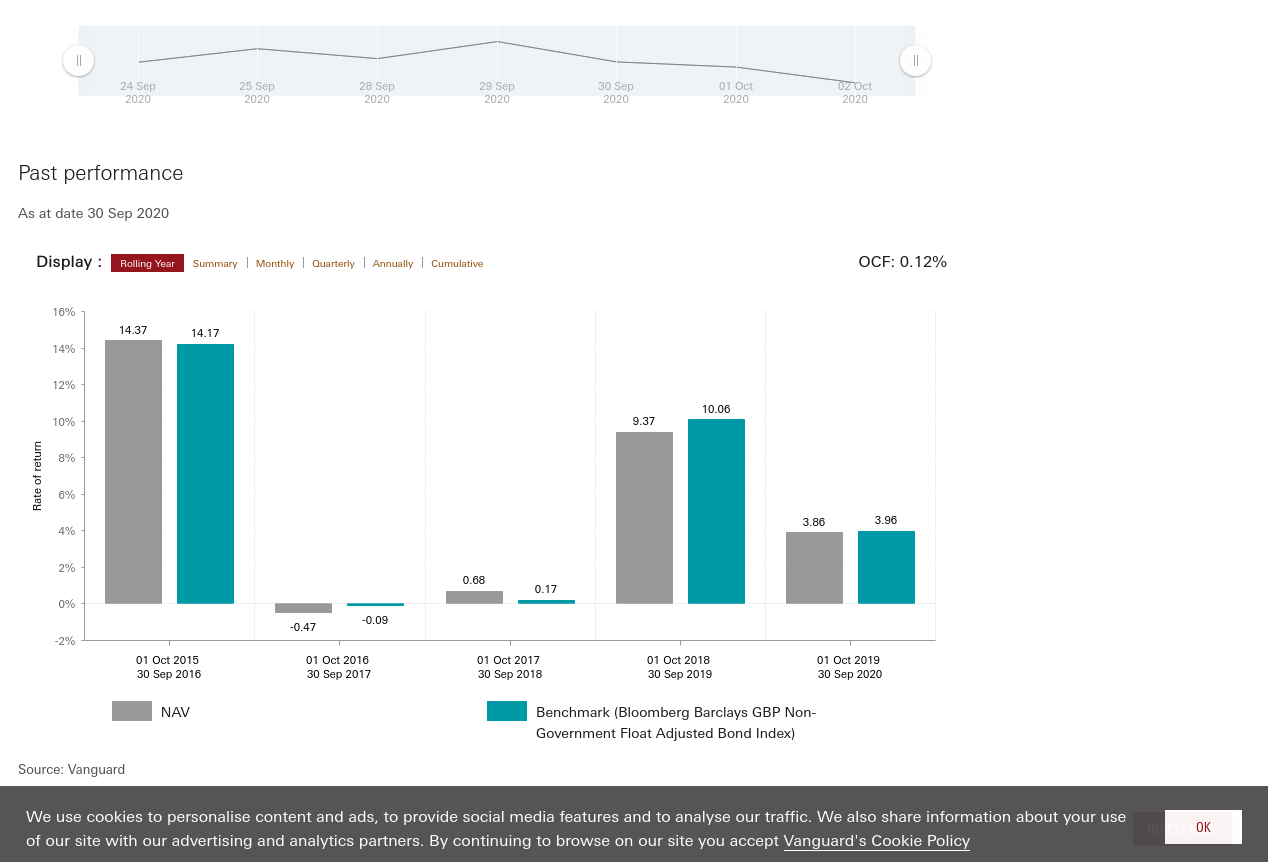 24 Sep 2020
25 Sep 2020
28 Sep 2020
29 Sep 2020
30 Sep 2020
01 Oct 2020
02 Oct 2020
Past performance
As at date 30 Sep 2020
Display :
Rolling Year
Summary
Monthly
Quarterly
Annually
Cumulative
OCF: 0.12%
16%
14%
12%
10%
8%
6%
4%
2%
0%
-2%
Rate of return
14.37
14.17
-0.47
-0.09
0.68
0.17
9.37
10.06
3.86
3.96
01 Oct 2015
30 Sep 2016
01 Oct 2016
30 Sep 2017
01 Oct 2017
30 Sep 2018
01 Oct 2018
30 Sep 2019
01 Oct 2019
30 Sep 2020
NAV
Benchmark (Bloomberg Barclays GBP Non-
Government Float Adjusted Bond Index)
Source: Vanguard
We use cookies to personalise content and ads, to provide social media features and to analyse our traffic. We also share information about your use
of our site with our advertising and analytics partners. By continuing to browse on our site you accept Vanguard's Cookie Policy
OK